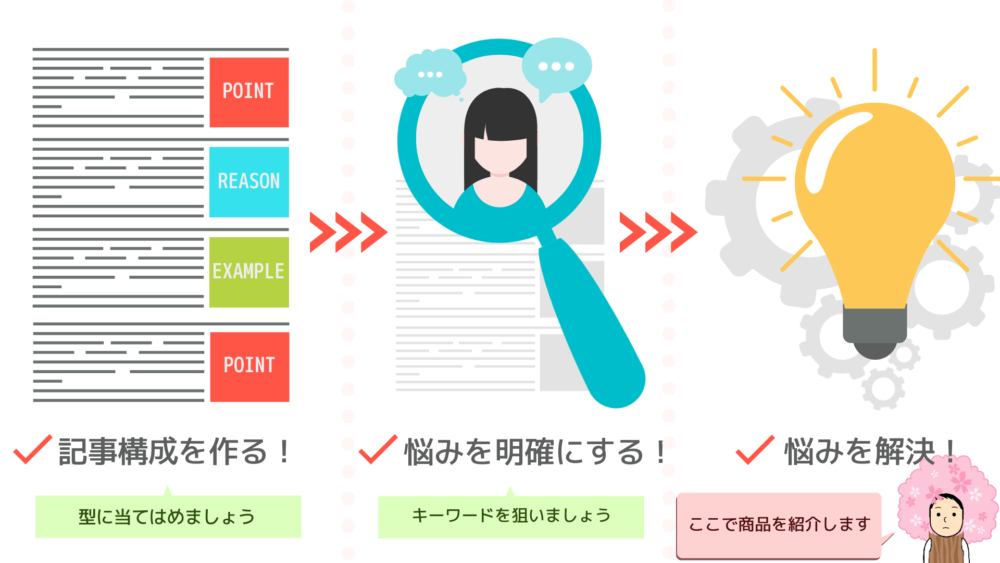 POINT
REASON
EXAMPLE
POINT
記事構成を作る！
型に当てはめましょう
悩みを明確にする！
キーワードを狙いましょう
悩みを解決！
ここで商品を紹介します